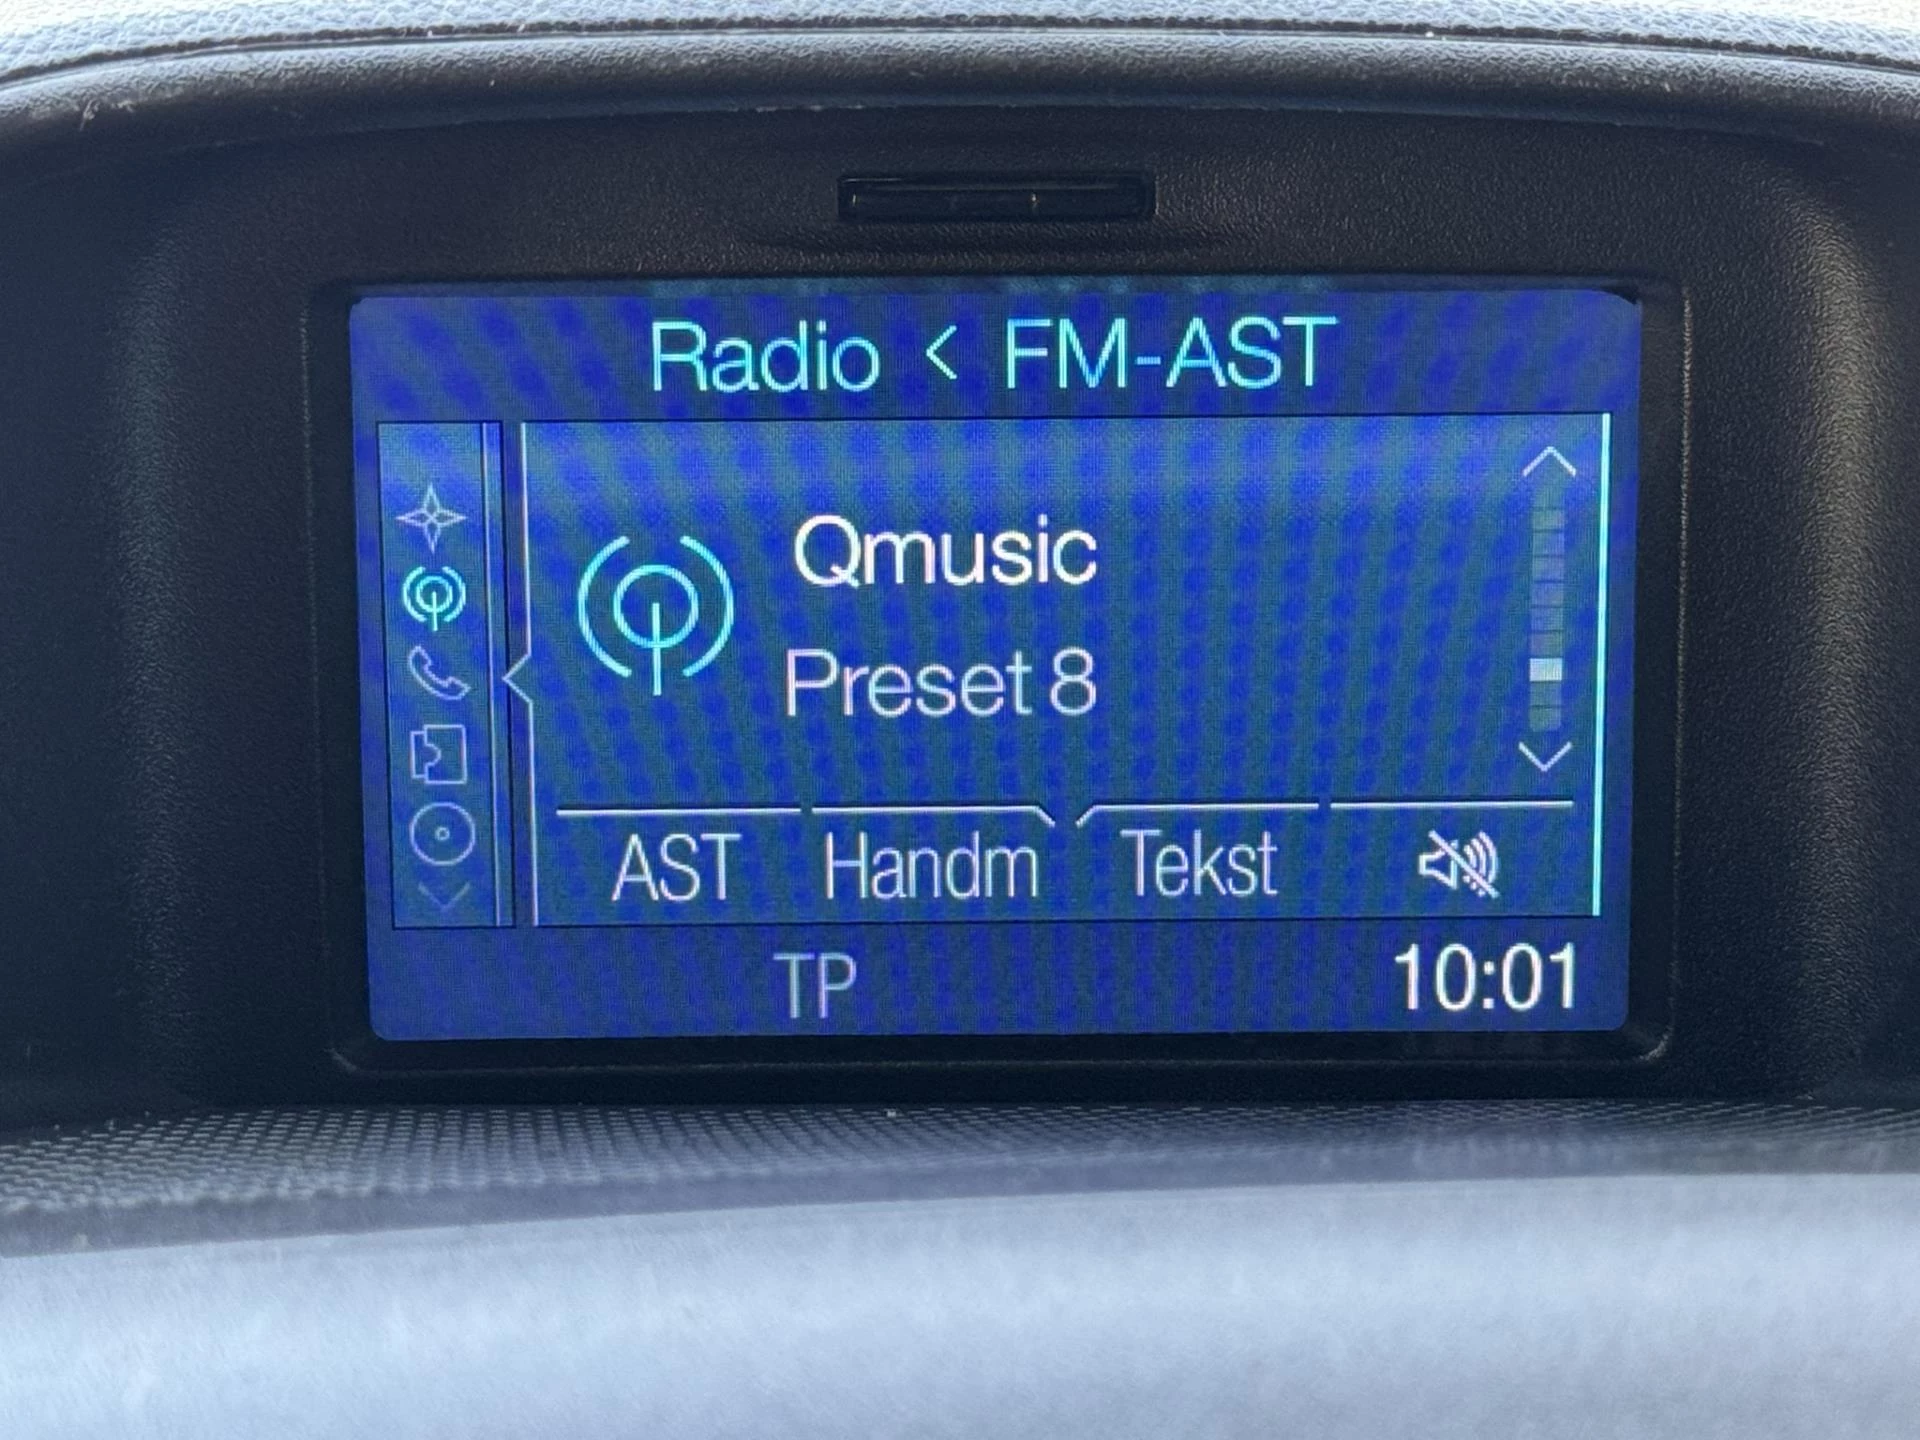 Radio < FM-AST
Qmusic
Preset 8
AST Handm Tekst
TP 10:01